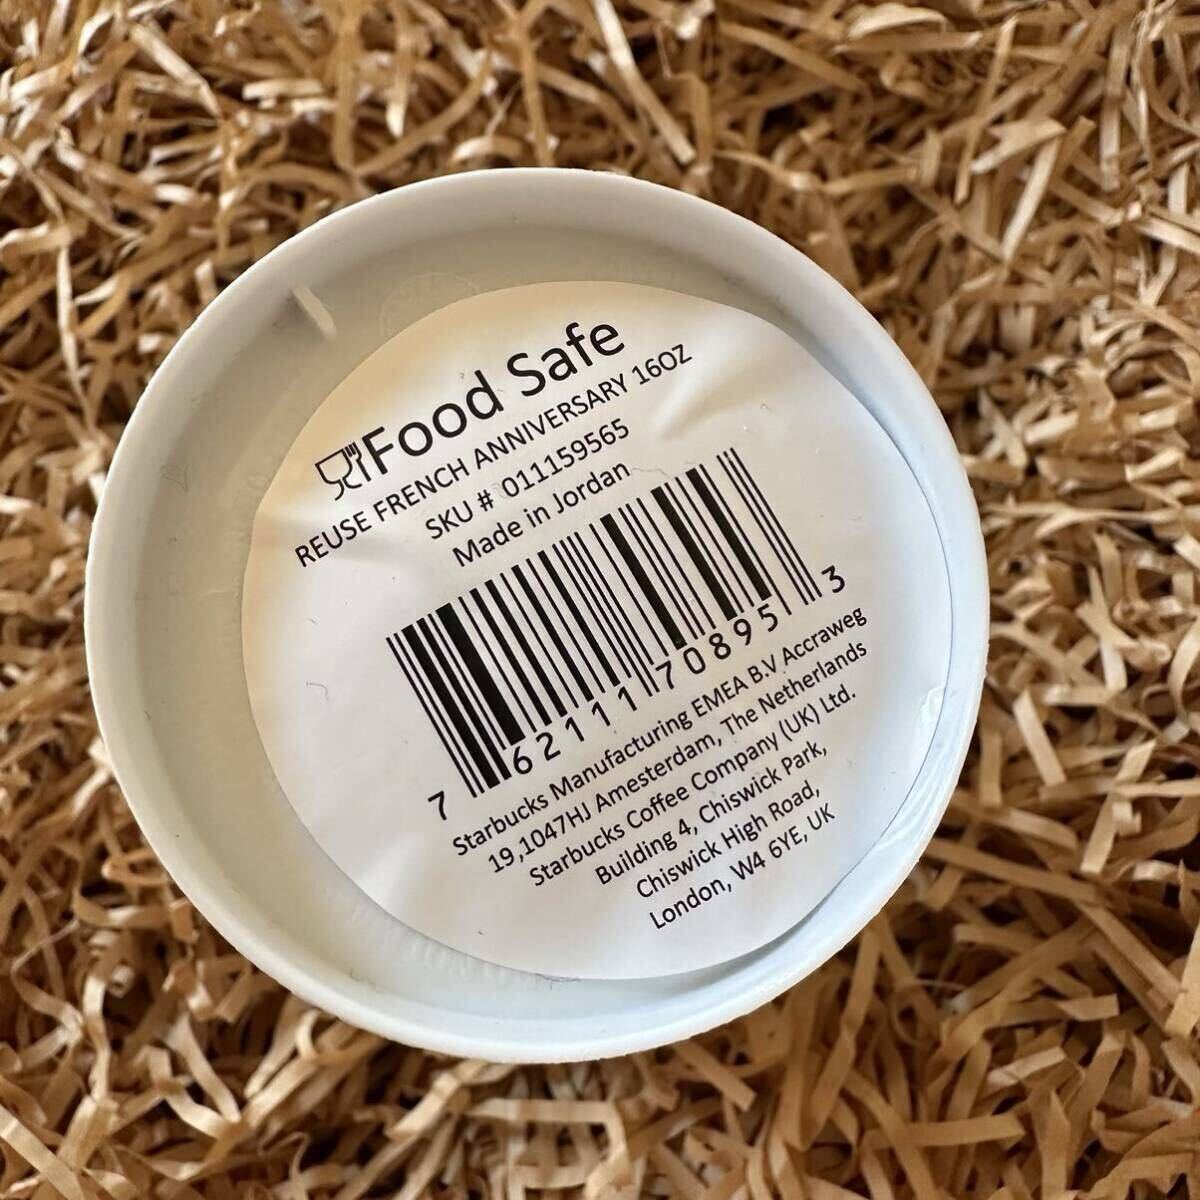 Food Safe
REUSE FRENCH ANNIVERSARY 16OZ
SKU # 011159565
Made in Jordan
7 62111 70895 3
Starbucks Manufacturing EMEA B.V Accraweg
19,1047HJ Amesterdam, The Netherlands
Starbucks Coffee Company (UK) Ltd.
Building 4, Chiswick Park,
Chiswick High Road,
London, W4 6YE, UK